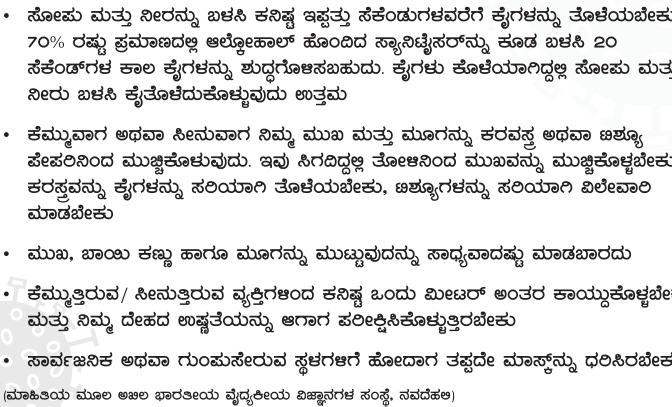 • ಸೋಪು ಮತ್ತು ನೀರನ್ನು ಬಳಸಿ ಕನಿಷ್ಟ ಇಪ್ಪತ್ತು ಸೆಕೆಂಡುಗಳವರೆಗೆ ಕೈಗಳನ್ನು ತೊಳೆಯಬೇಕು
70% ರಷ್ಟು ಪ್ರಮಾಣದಲ್ಲಿ ಆಲ್ಕೋಹಾಲ್ ಹೊಂದಿದ ಸ್ಯಾನಿಟೈಸರ್‌ನ್ನು ಕೂಡ ಬಳಸಿ 20
ಸೆಕೆಂಡ್‌ಗಳ ಕಾಲ ಕೈಗಳನ್ನು ಶುದ್ಧಗೊಳಿಸಬಹುದು. ಕೈಗಳು ಕೊಳೆಯಾಗಿದ್ದಲ್ಲಿ ಸೋಪು ಮತ್ತು
ನೀರು ಬಳಸಿ ಕೈತೊಳೆದುಕೊಳ್ಳುವುದು ಉತ್ತಮ
• ಕೆಮ್ಮುವಾಗ ಅಥವಾ ಸೀನುವಾಗ ನಿಮ್ಮ ಮುಖ ಮತ್ತು ಮೂಗನ್ನು ಕರವಸ್ತ್ರ ಅಥವಾ ಟಿಶ್ಯೂ
ಪೇಪರಿನಿಂದ ಮುಚ್ಚಿಕೊಳುವುದು. ಇವು ಸಿಗವಿದ್ದಲ್ಲಿ ತೋಳಿನಿಂದ ಮುಖವನ್ನು ಮುಚ್ಚಿಕೊಳ್ಳಬೇಕು
ಕರಸ್ತ್ರವನ್ನು ಕೈಗಳನ್ನು ಸರಿಯಾಗಿ ತೊಳೆಯಬೇಕು, ಟಿಶ್ಯೂಗಳನ್ನು ಸರಿಯಾಗಿ ವಿಲೇವಾರಿ
ಮಾಡಬೇಕು
• ಮುಖ, ಬಾಯಿ ಕಣ್ಣು ಹಾಗೂ ಮೂಗನ್ನು ಮುಟ್ಟುವುದನ್ನು ಸಾಧ್ಯವಾದಷ್ಟು ಮಾಡಬಾರದು
• ಕೆಮ್ಮುತ್ತಿರುವ/ ಸೀನುತ್ತಿರುವ ವ್ಯಕ್ತಿಗಳಿಂದ ಕನಿಷ್ಟ ಒಂದು ಮೀಟರ್ ಅಂತರ ಕಾಯ್ದುಕೊಳ್ಳಬೇ
ಮತ್ತು ನಿಮ್ಮ ದೇಹದ ಉಷ್ಣತೆಯನ್ನು ಆಗಾಗ ಪರೀಕ್ಷಿಸಿಕೊಳ್ಳುತ್ತಿರಬೇಕು
• ಸಾರ್ವಜನಿಕ ಅಥವಾ ಗುಂಪುಸೇರುವ ಸ್ಥಳಗಳಿಗೆ ಹೋದಾಗ ತಪ್ಪದೇ ಮಾಸ್ಕ್‌ನ್ನು ಧರಿಸಿರಬೇಕ
(ಮಾಹಿತಿಯ ಮೂಲ ಅಖಿಲ ಭಾರತೀಯ ವೈದ್ಯಕೀಯ ವಿಜ್ಞಾನಗಳ ಸಂಸ್ಥೆ, ನವದೆಹಲಿ)